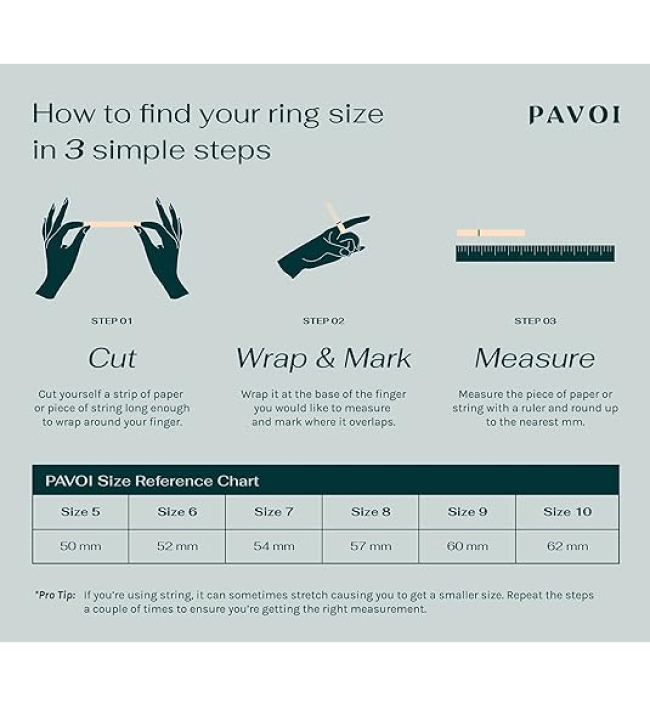 How to find your ring size
in 3 simple steps
PAVOI
STEP 01
Cut
Cut yourself a strip of paper
or piece of string long enough
to wrap around your finger.
STEP 02
Wrap & Mark
Wrap it at the base of the finger
you would like to measure
and mark where it overlaps.
STEP 03
Measure
Measure the piece of paper or
string with a ruler and round up
to the nearest mm.
PAVOI Size Reference Chart
Size 5 Size 6 Size 7 Size 8 Size 9 Size 10
50 mm 52 mm 54 mm 57 mm 60 mm 62 mm
*Pro Tip: If you're using string, it can sometimes stretch causing you to get a smaller size. Repeat the steps
a couple of times to ensure you're getting the right measurement.